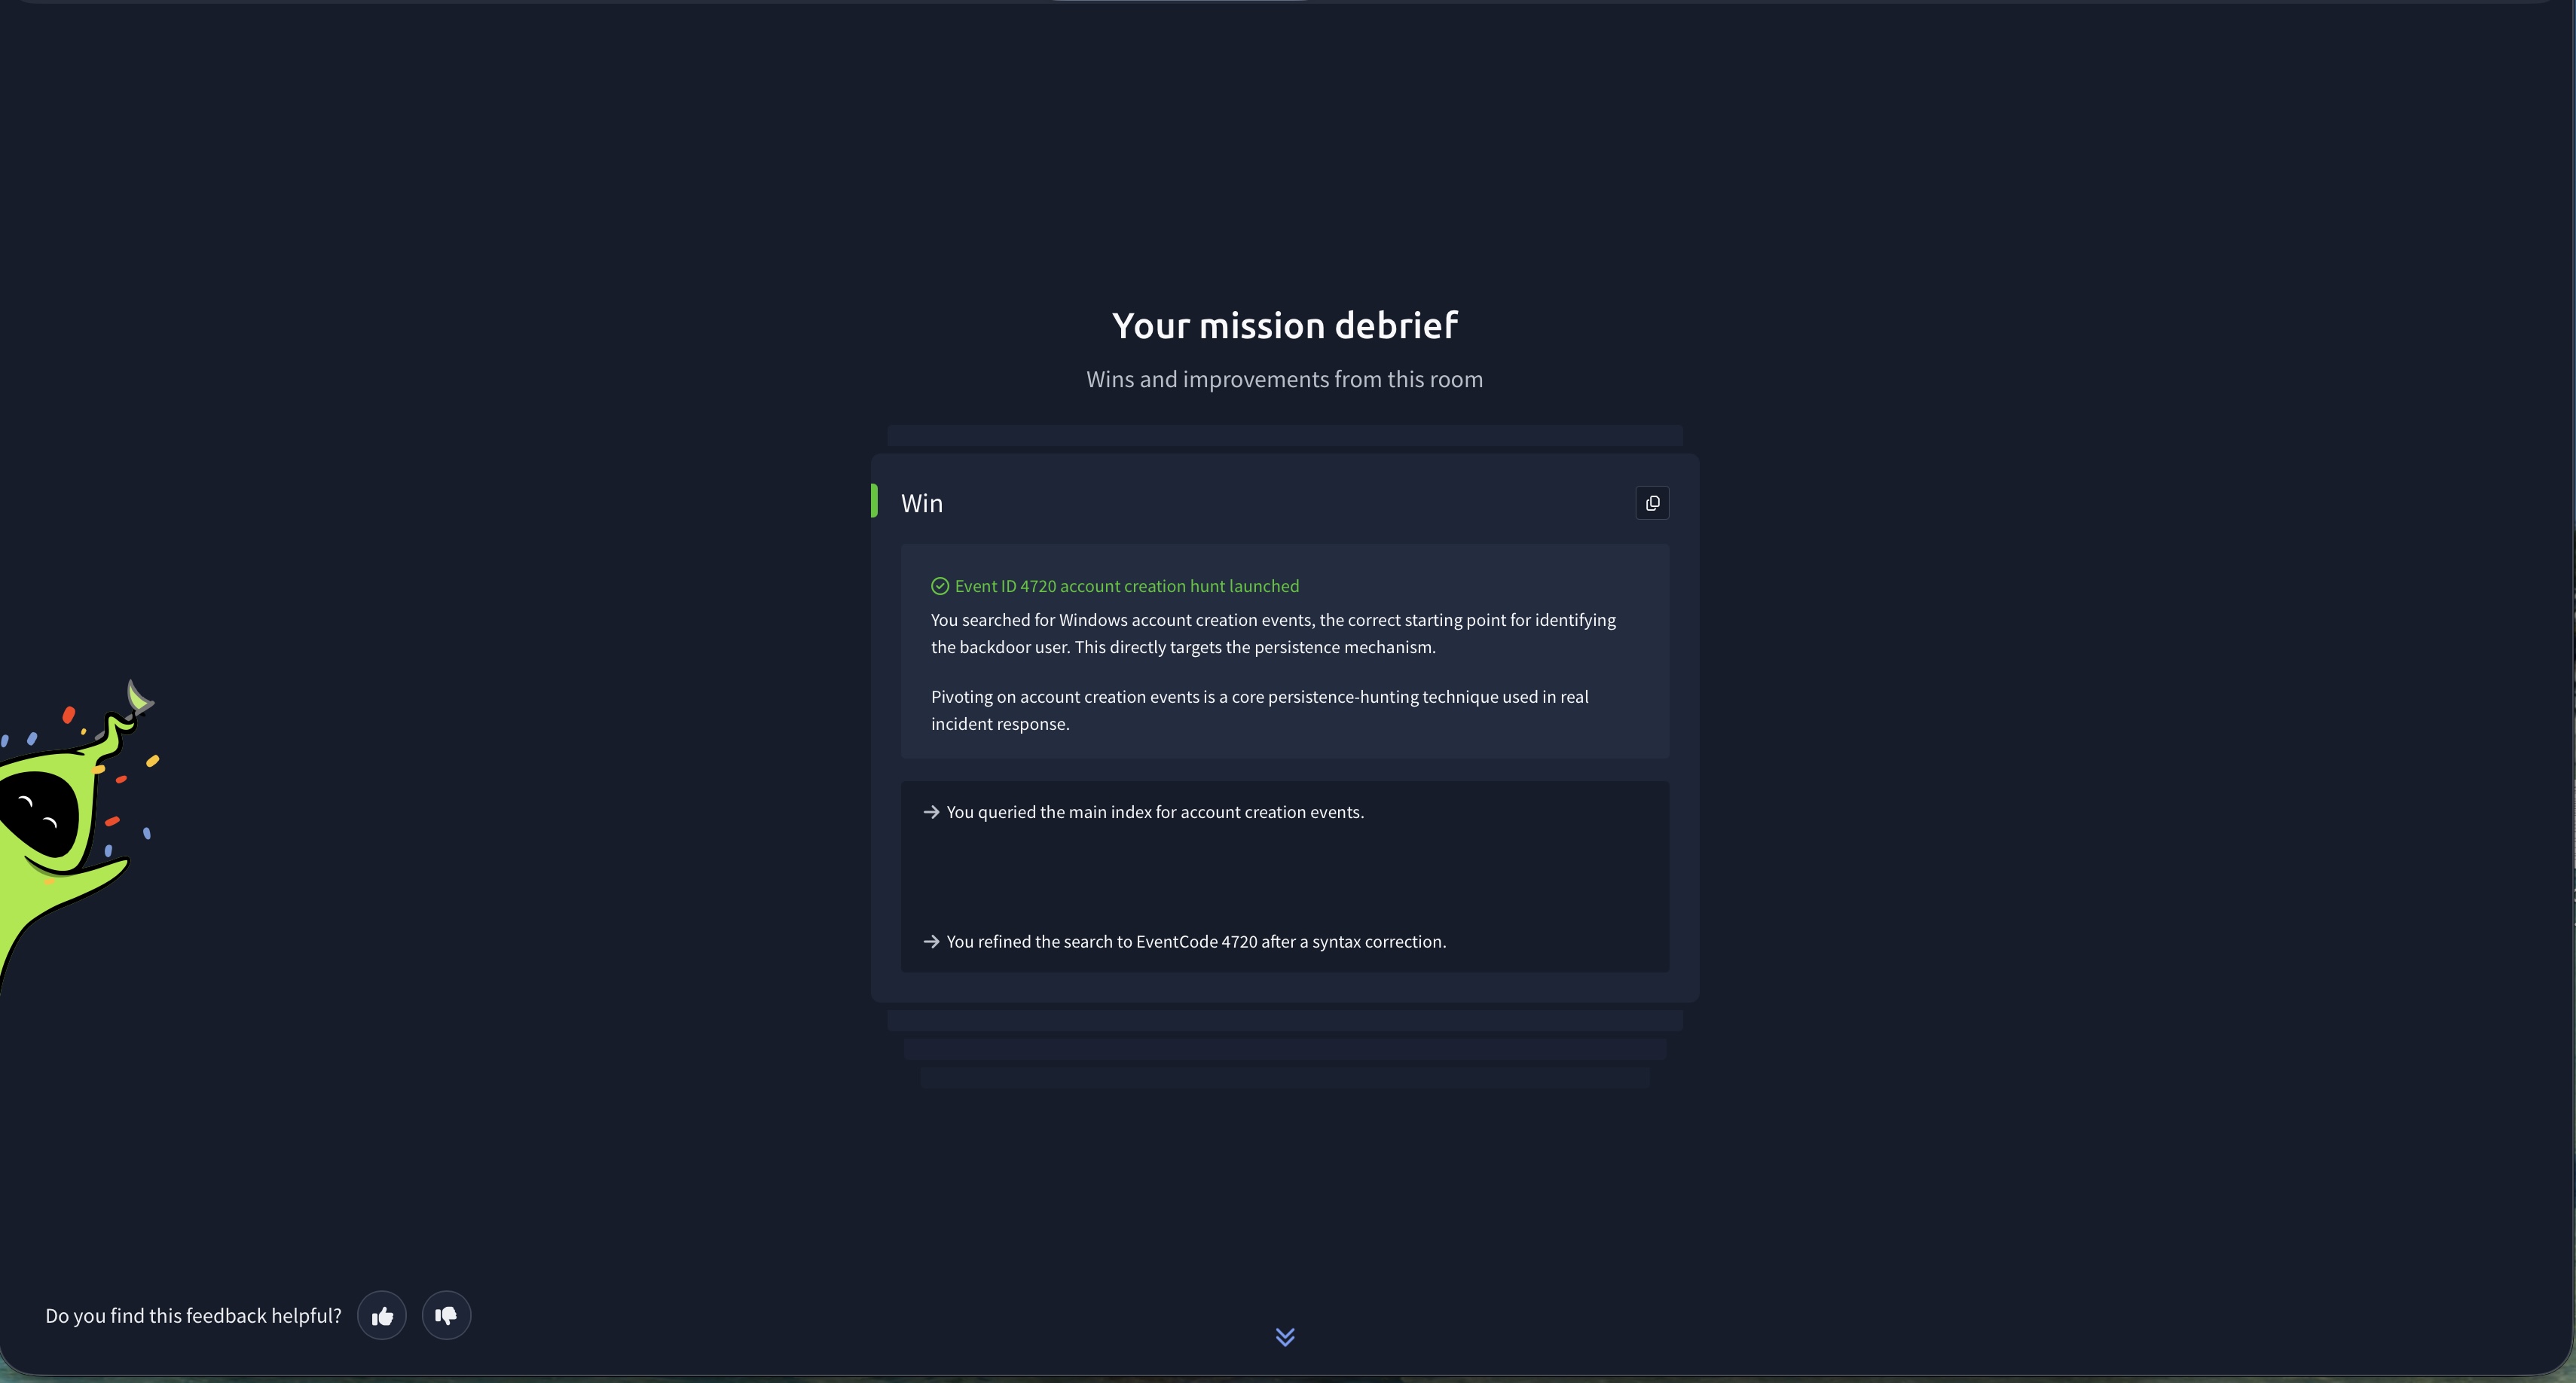 Your mission debrief
Wins and improvements from this room
Win
Event ID 4720 account creation hunt launched
You searched for Windows account creation events, the correct starting point for identifying
the backdoor user. This directly targets the persistence mechanism.
Pivoting on account creation events is a core persistence-hunting technique used in real
incident response.
You queried the main index for account creation events.
You refined the search to EventCode 4720 after a syntax correction.
Do you find this feedback helpful?